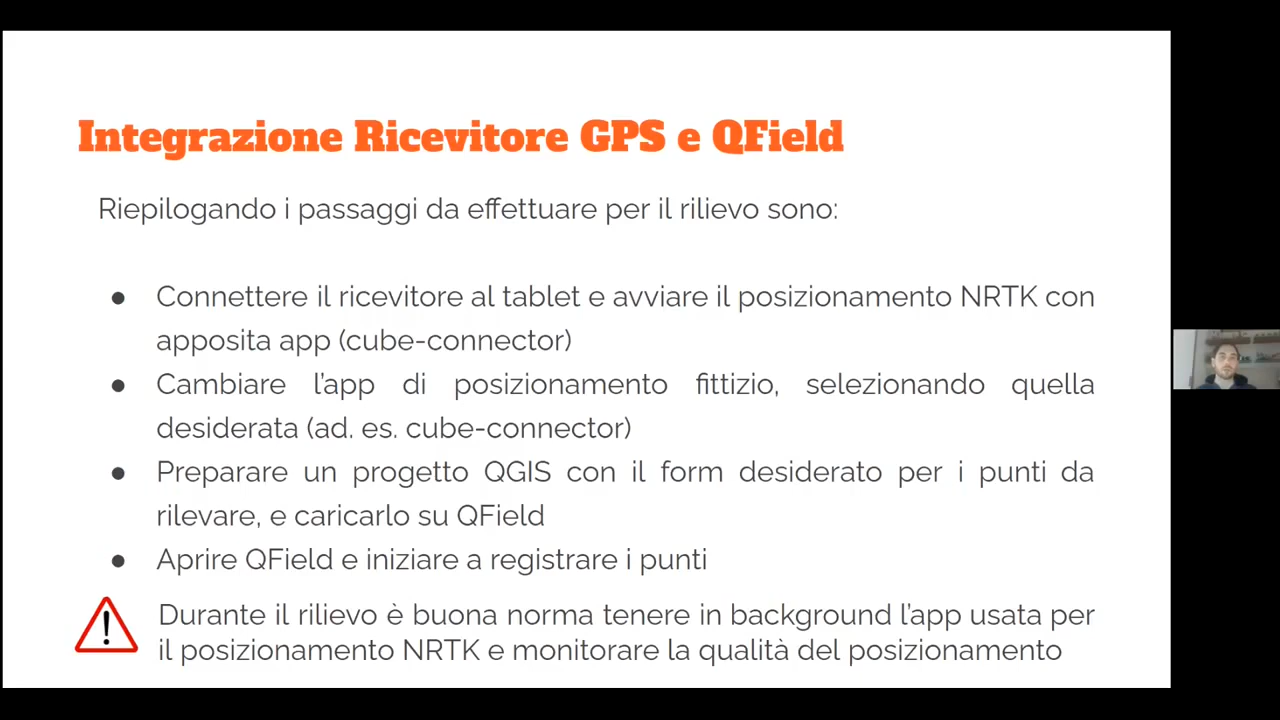 Integrazione Ricevitore GPS e QField
Riepilogando i passaggi da effettuare per il rilievo sono:
● Connettere il ricevitore al tablet e avviare il posizionamento NRTK con
apposita app (cube-connector)
● Cambiare l'app di posizionamento fittizio, selezionando quella
desiderata (ad. es. cube-connector)
● Preparare un progetto QGIS con il form desiderato per i punti da
rilevare, e caricarlo su QField
● Aprire QField e iniziare a registrare i punti
Durante il rilievo è buona norma tenere in background l'app usata per
il posizionamento NRTK e monitorare la qualità del posizionamento